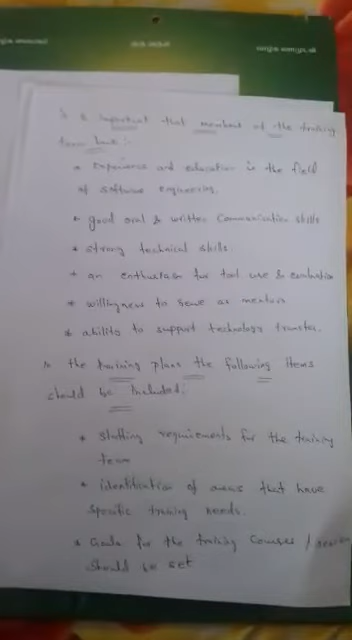 It is important that members of the training
team have :-
* Experience and education in the field
of software engineering.
* good oral & written communication skills
* strong technical skills.
* an enthusiasm for tool use & evaluation
* willingness to serve as mentors
* ability to support technology transfer.
In the training plans the following items
should be included:
* staffing requirements for the training
team
* identification of areas that have
specific training needs.
* Goals for the training courses /
should be set